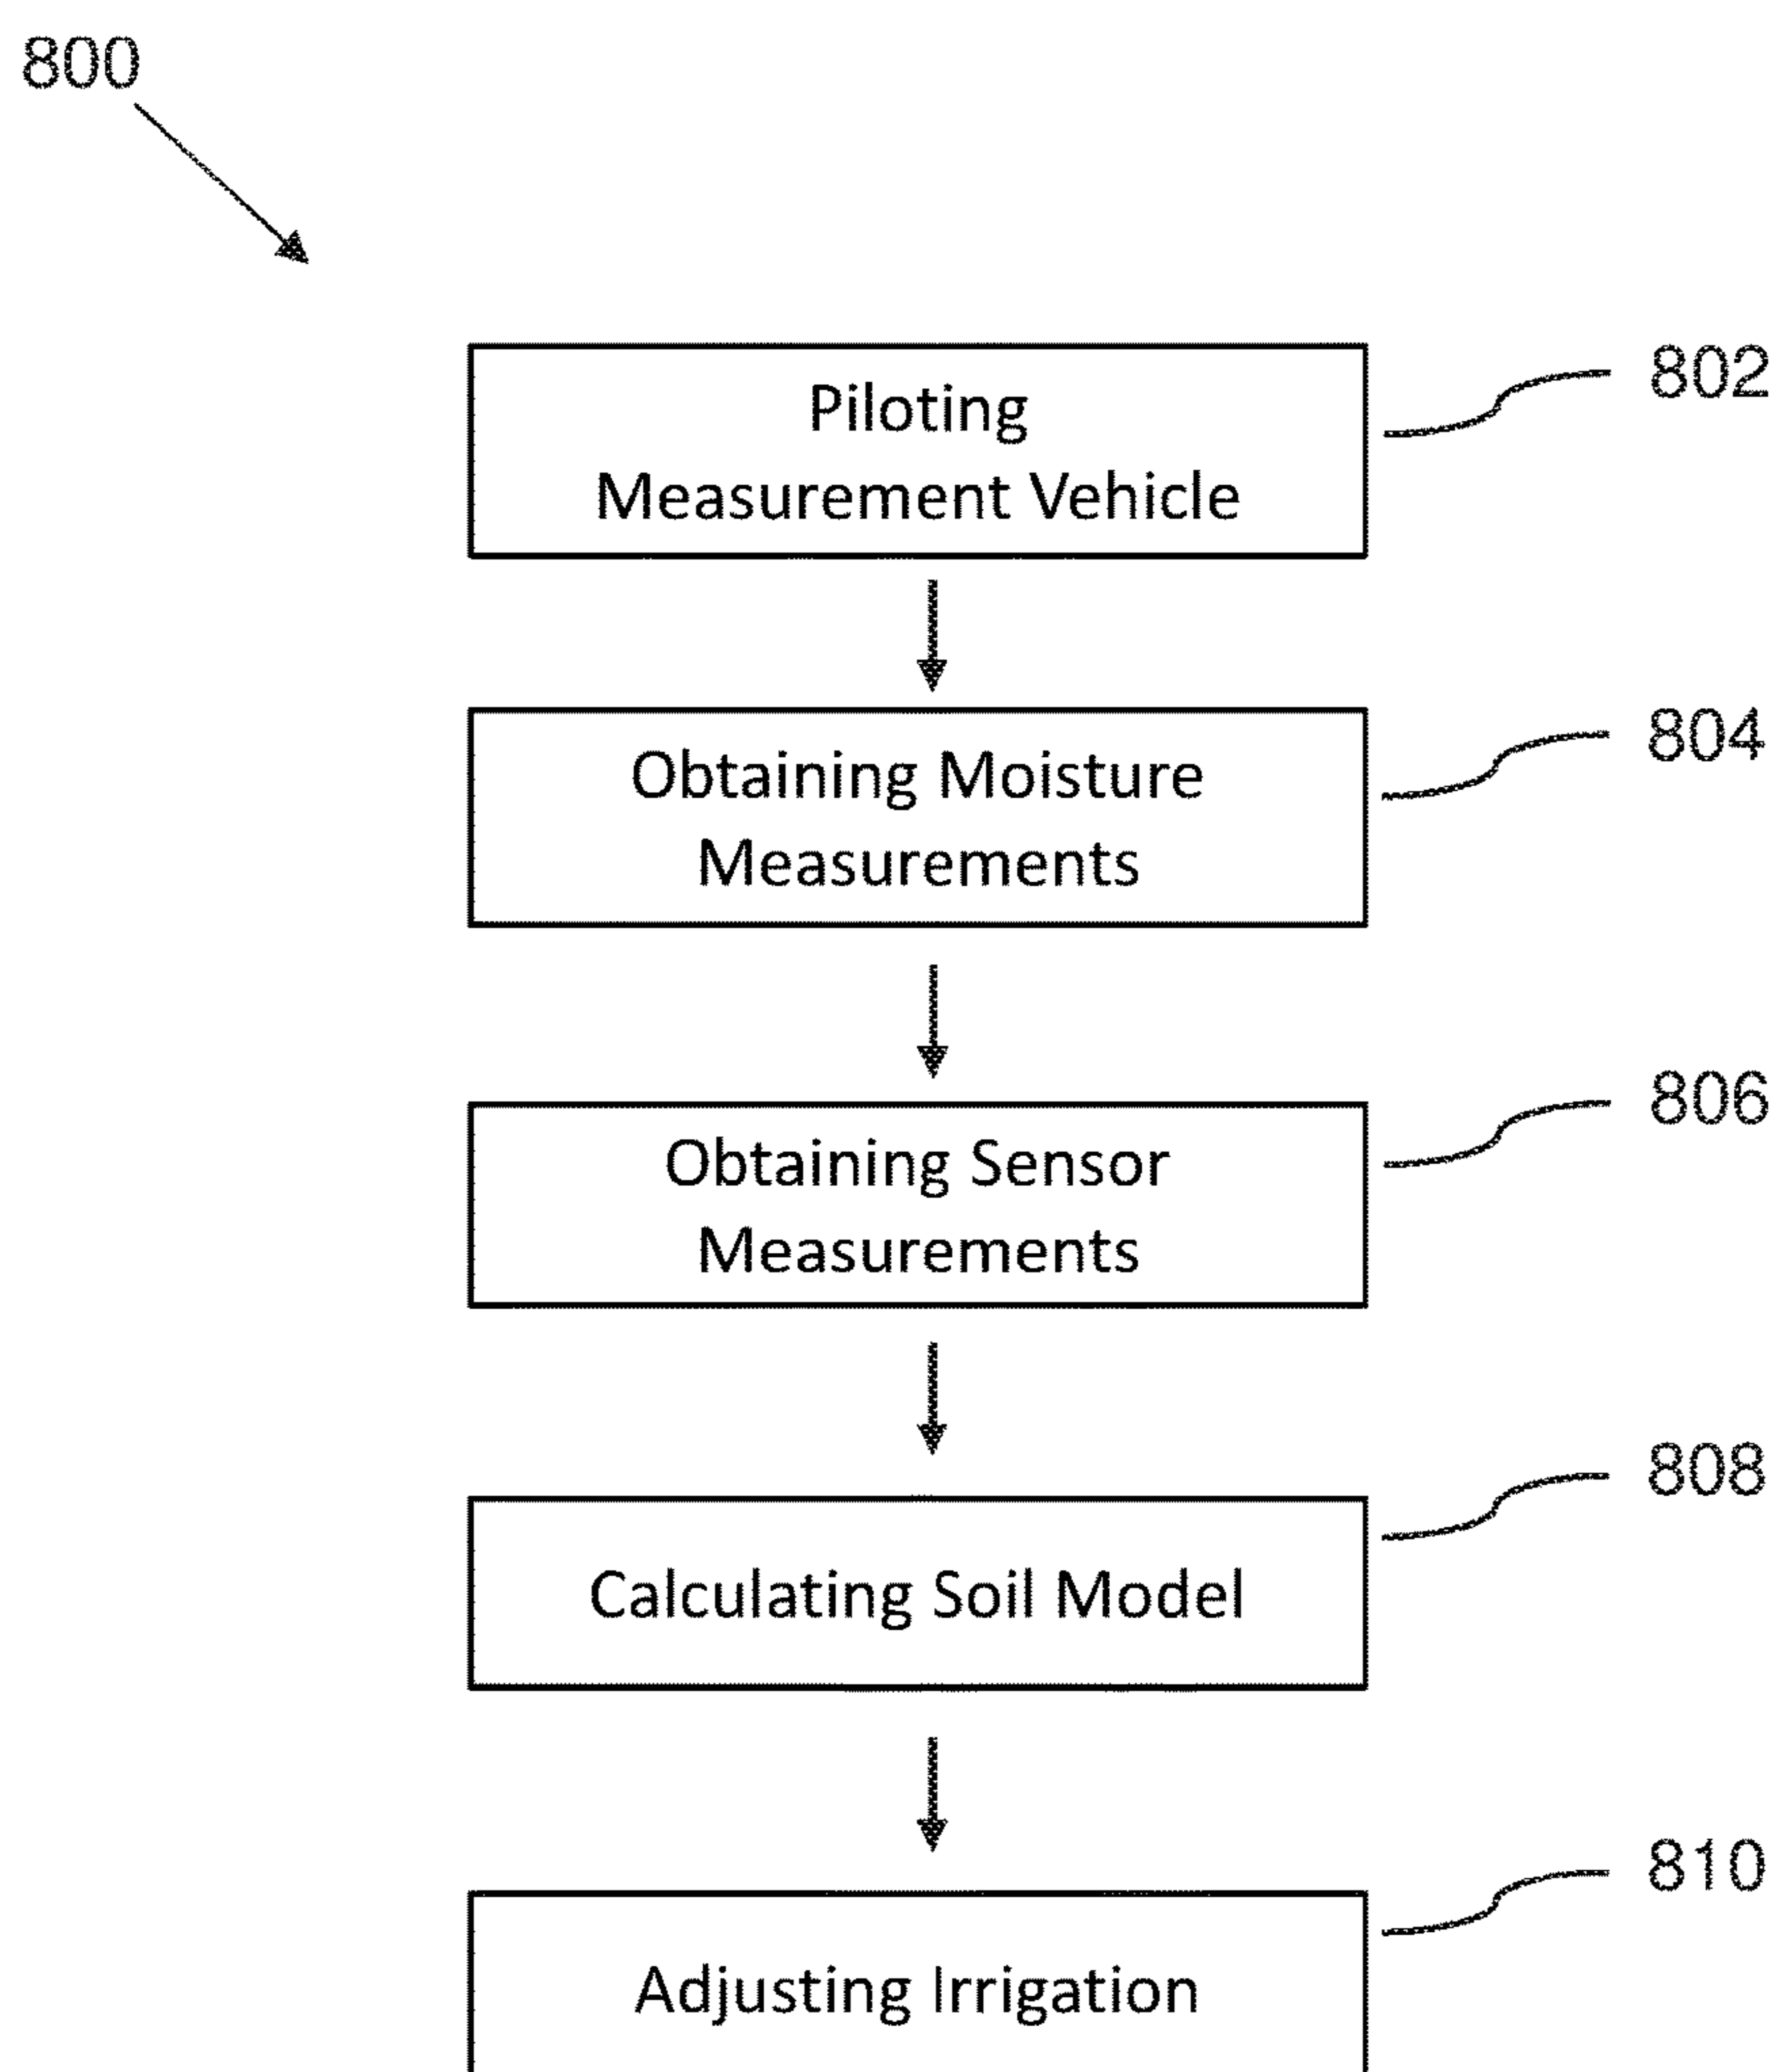 800
Piloting
Measurement Vehicle
802
Obtaining Moisture
Measurements
804
Obtaining Sensor
Measurements
806
Calculating Soil Model
808
Adjusting Irrigation
810